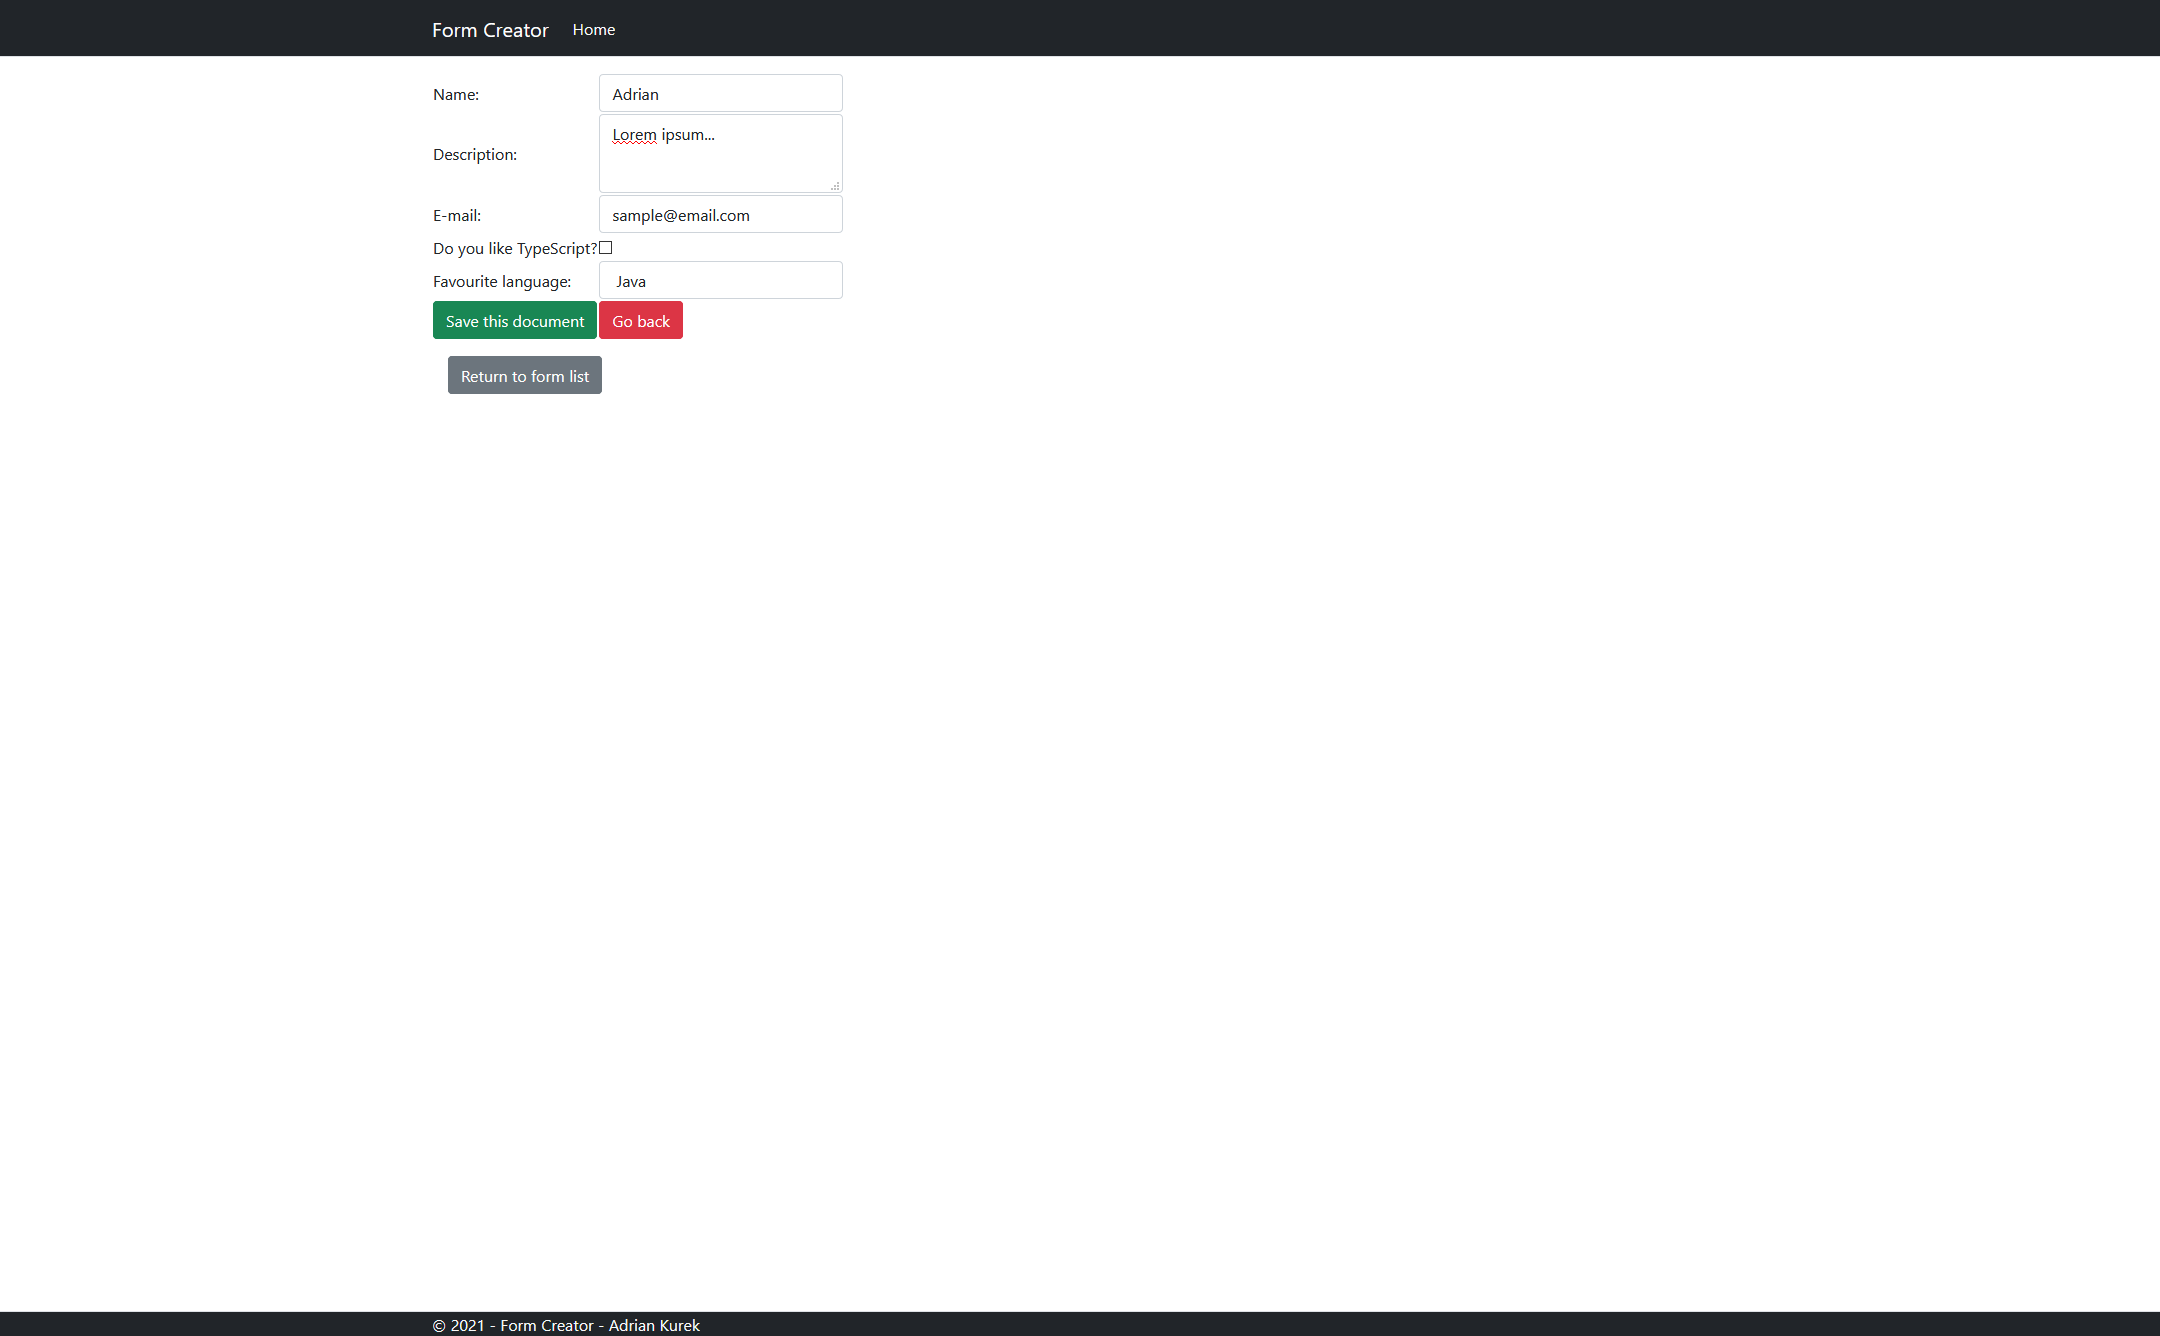 Form Creator Home
Name: Adrian
Description: Lorem ipsum...
E-mail: sample@email.com
Do you like TypeScript?
Favourite language: Java
Save this document Go back
Return to form list
© 2021 - Form Creator - Adrian Kurek